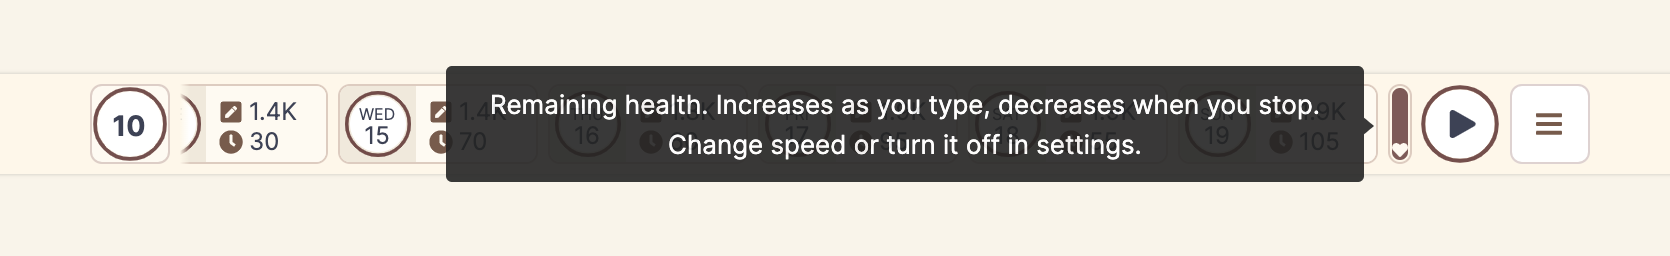 10
1.4K
30
WED
15
1.4K
70
Remaining health. Increases as you type, decreases when you stop.
Change speed or turn it off in settings.
16
17
19
105